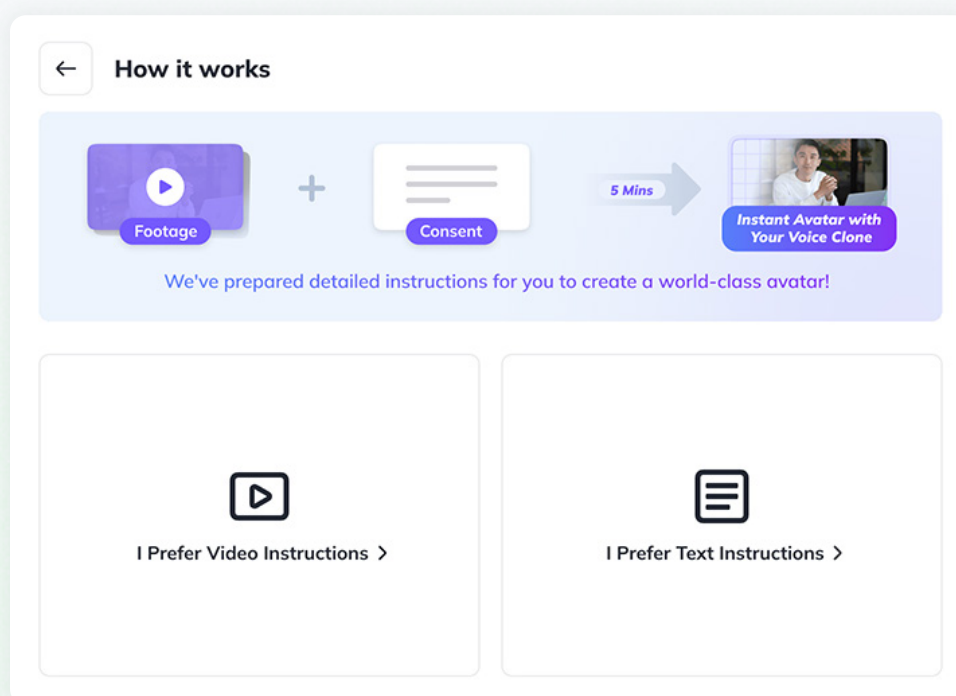 How it works
Footage
Consent
5 Mins
Instant Avatar with
Your Voice Clone
We've prepared detailed instructions for you to create a world-class avatar!
I Prefer Video Instructions
I Prefer Text Instructions